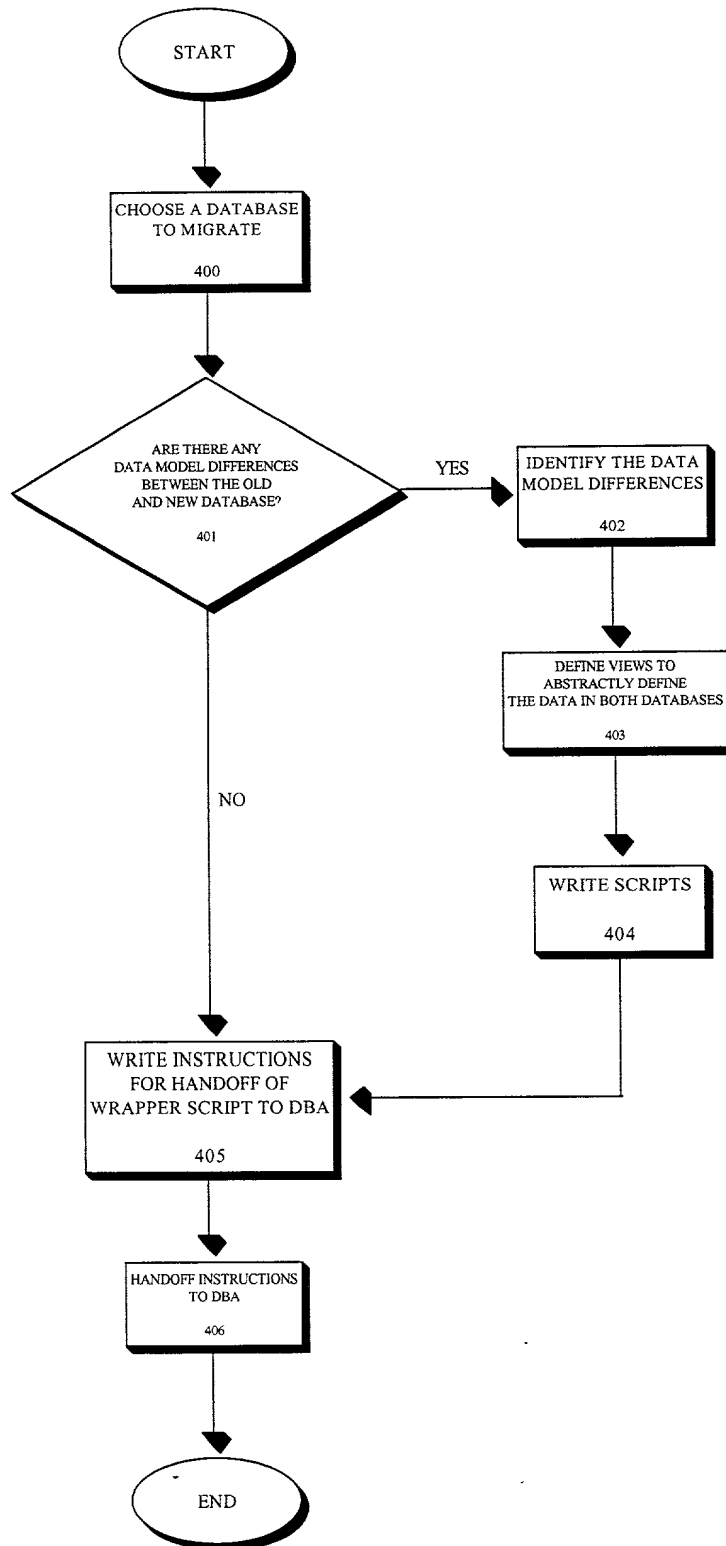 START
CHOOSE A DATABASE
TO MIGRATE
400
ARE THERE ANY
DATA MODEL DIFFERENCES
BETWEEN THE OLD
AND NEW DATABASE?
401
YES
IDENTIFY THE DATA
MODEL DIFFERENCES
402
DEFINE VIEWS TO
ABSTRACTLY DEFINE
THE DATA IN BOTH DATABASES
403
NO
WRITE SCRIPTS
404
WRITE INSTRUCTIONS
FOR HANDOFF OF
WRAPPER SCRIPT TO DBA
405
HANDOFF INSTRUCTIONS
TO DBA
406
END